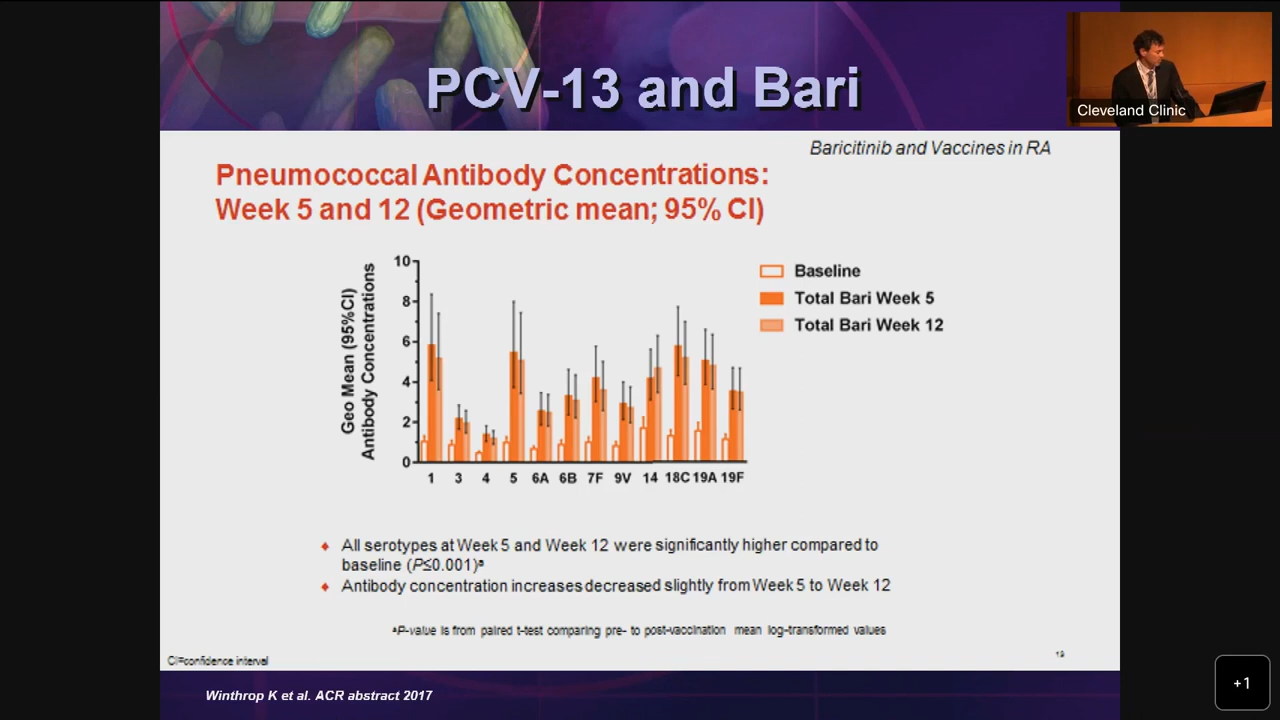 PCV-13 and Bari
Cleveland Clinic
Baricitinib and Vaccines in RA
Pneumococcal Antibody Concentrations:
Week 5 and 12 (Geometric mean; 95% CI)
Geo Mean (95%CI)
Antibody Concentrations
10
8
6
4
2
0
1 3 4 5 6A 6B 7F 9V 14 18C 19A 19F
Baseline
Total Bari Week 5
Total Bari Week 12
♦ All serotypes at Week 5 and Week 12 were significantly higher compared to
baseline (P≤0.001)ᵃ
♦ Antibody concentration increases decreased slightly from Week 5 to Week 12
ᵃP-value is from paired t-test comparing pre- to post-vaccination mean log-transformed values
19
CI=confidence interval
Winthrop K et al. ACR abstract 2017
+1